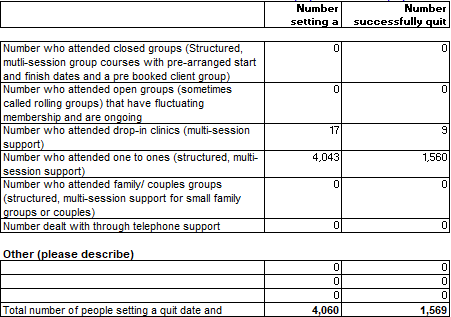 Number Number
setting a successfully quit
Number who attended closed groups (Structured, 0 0
mutli-session group courses with pre-arranged start
and finish dates and a pre booked client group)
Number who attended open groups (sometimes 0 0
called rolling groups) that have fluctuating
membership and are ongoing
Number who attended drop-in clinics (multi-session 17 9
support)
Number who attended one to ones (structured, multi- 4,043 1,560
session support)
Number who attended family/ couples groups 0 0
(structured, multi-session support for small family
groups or couples)
Number dealt with through telephone support 0 0
Other (please describe)
0 0
0 0
0 0
Total number of people setting a quit date and 4,060 1,569